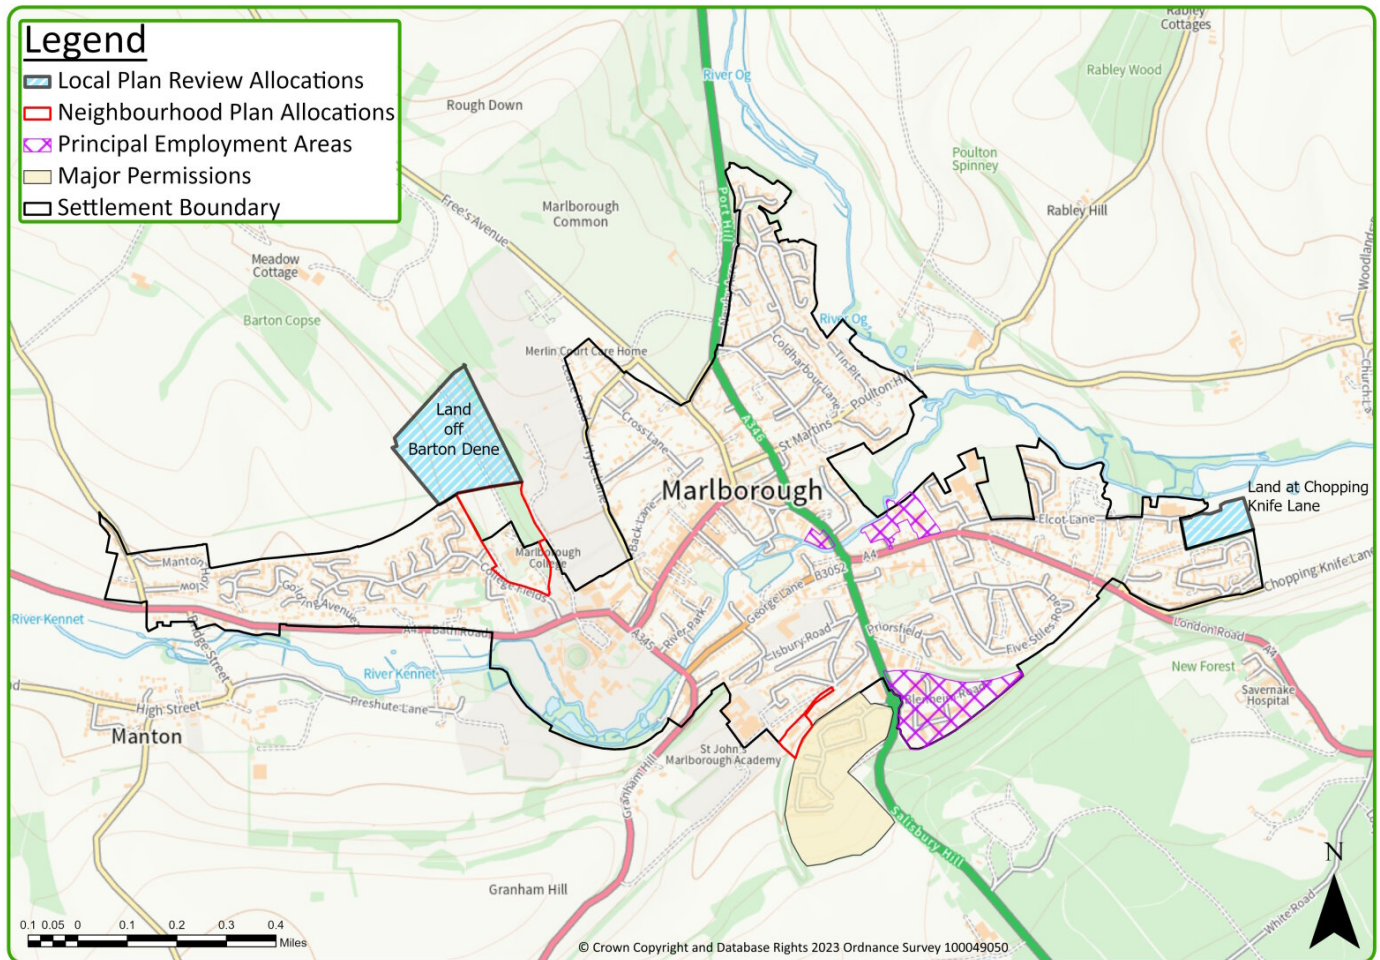 Legend
Local Plan Review Allocations
Neighbourhood Plan Allocations
Principal Employment Areas
Major Permissions
Settlement Boundary
Rabley
Cottages
River Og
Rabley Wood
Rough Down
Poulton
Spinney
Free's Avenue
Marlborough
Common
Port Hill
Rabley Hill
Meadow
Cottage
Barton Copse
River Og
Merlin Court Care Home
Coldharbour Lane
Tin Pit
Poulton Hill
Church La
Land
off
Barton Dene
Cross Lane
Hyde Lane
A346
St Martins
Marlborough
Land at Chopping
Knife Lane
Back Lane
Elcot Lane
Manton
Marlborough
College
College Fields
A4
B3052
George Lane
Chopping Knife Lane
Golding Avenue
River Kennet
Bridge Street
A4
Bath Road
A345
River Park
Priorsfield
London Road
A4
Five Stiles Road
River Kennet
Isbury Road
New Forest
Savernake
Hospital
Preshute Lane
High Street
Manton
Blenheim Road
St John's
Marlborough Academy
Granham Hill
Salisbury Hill
Granham Hill
White Road
N
0.1 0.05 0 0.1 0.2 0.3 0.4
Miles
© Crown Copyright and Database Rights 2023 Ordnance Survey 100049050